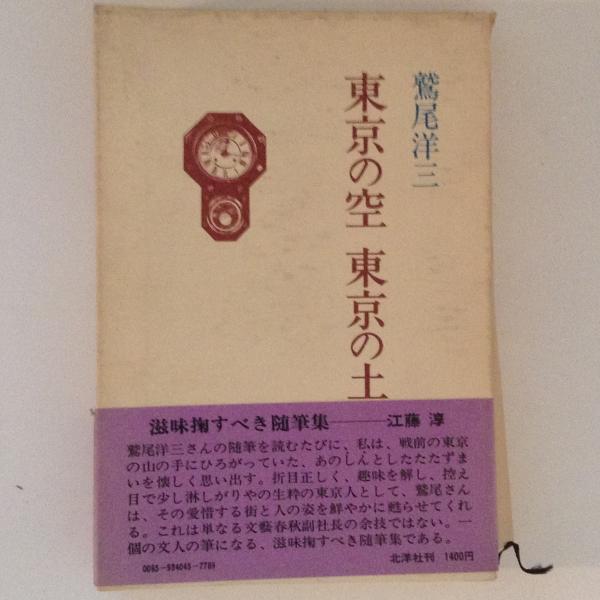 鷲尾洋三
東京の空 東京の土
滋味掬すべき随筆集——江藤 淳
鷲尾洋三さんの随筆を読むたびに、私は、戦前の東京
の山の手にひろがっていた、あのしんとしたたたずま
いを懐しく思い出す。折目正しく、趣味を解し、控え
目で少し淋しがりやの生粋の東京人として、鷲尾さん
は、その愛惜する街と人の姿を鮮やかに甦らせてくれ
る。これは単なる文藝春秋副社長の余技ではない。一
個の文人の筆になる、滋味掬すべき随筆集である。
0095-934045-7789
北洋社刊 1400円